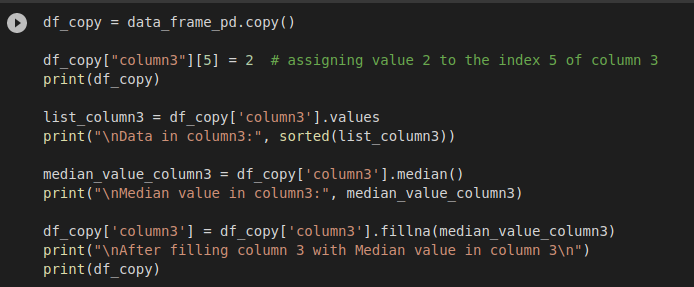 df_copy = data_frame_pd.copy()
df_copy["column3"][5] = 2  # assigning value 2 to the index 5 of column 3
print(df_copy)
list_column3 = df_copy['column3'].values
print("\nData in column3:", sorted(list_column3))
median_value_column3 = df_copy['column3'].median()
print("\nMedian value in column3:", median_value_column3)
df_copy['column3'] = df_copy['column3'].fillna(median_value_column3)
print("\nAfter filling column 3 with Median value in column 3\n")
print(df_copy)